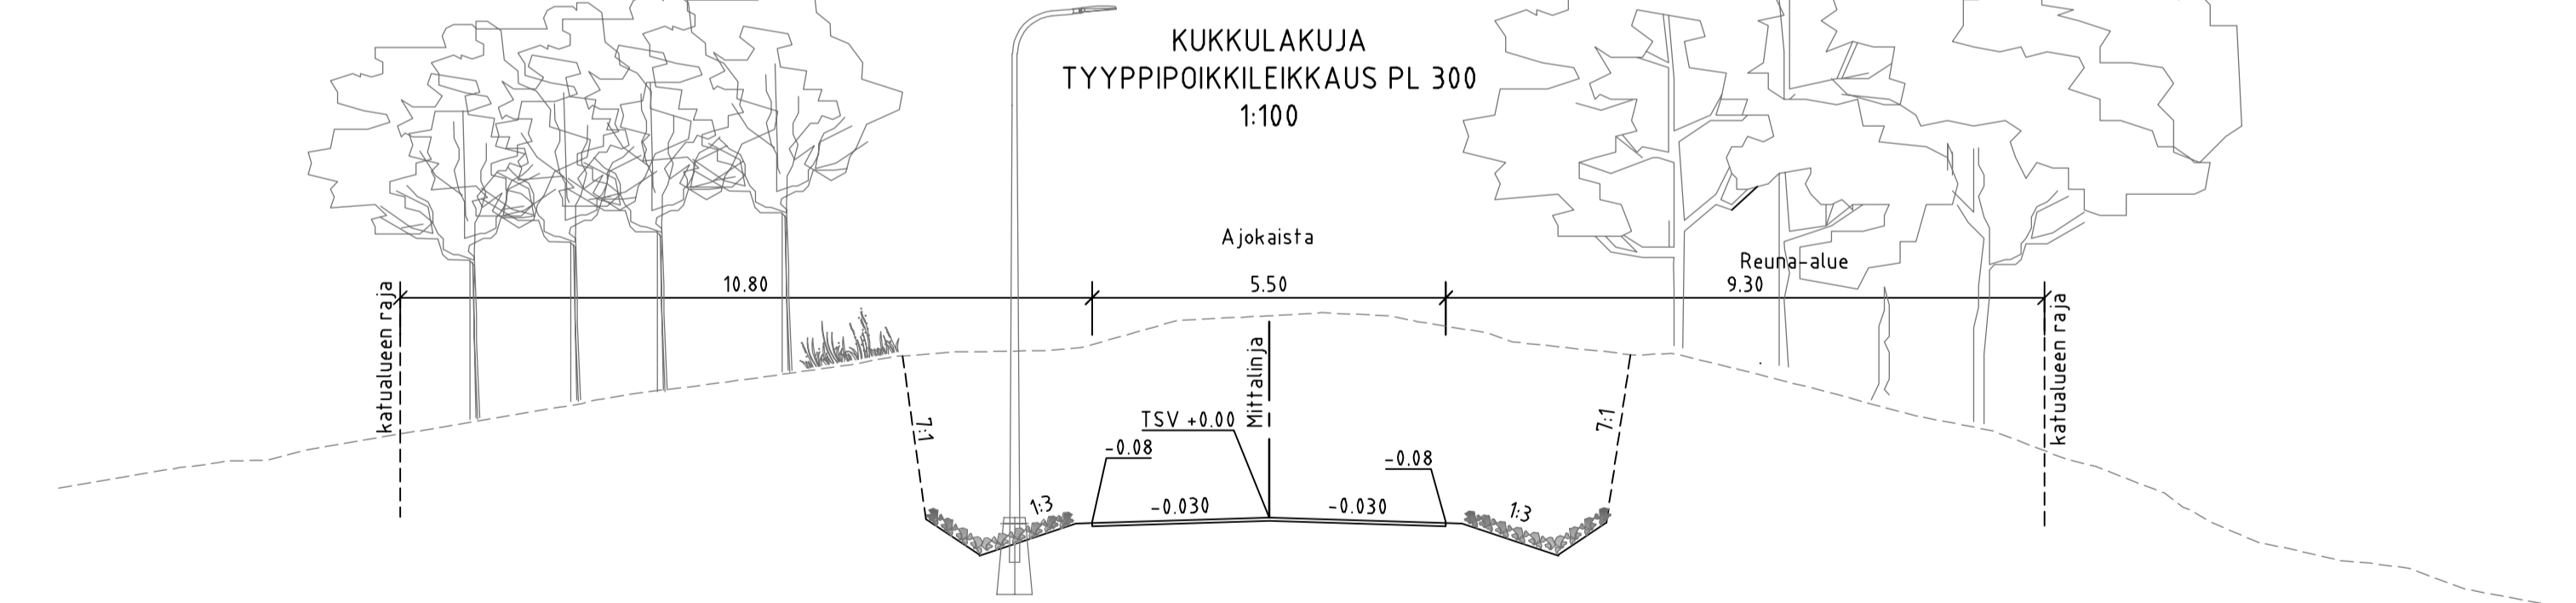 KUKKULAKUJA
TYYPPIPOIKKILEIKKAUS PL 300
1:100
Ajokaista
Reuna-alue
10.80
5.50
9.30
katualueen raja
katualueen raja
Mittalinja
7:1
7:1
TSV +0.00
-0.08
-0.08
1:3
-0.030
-0.030
1:3